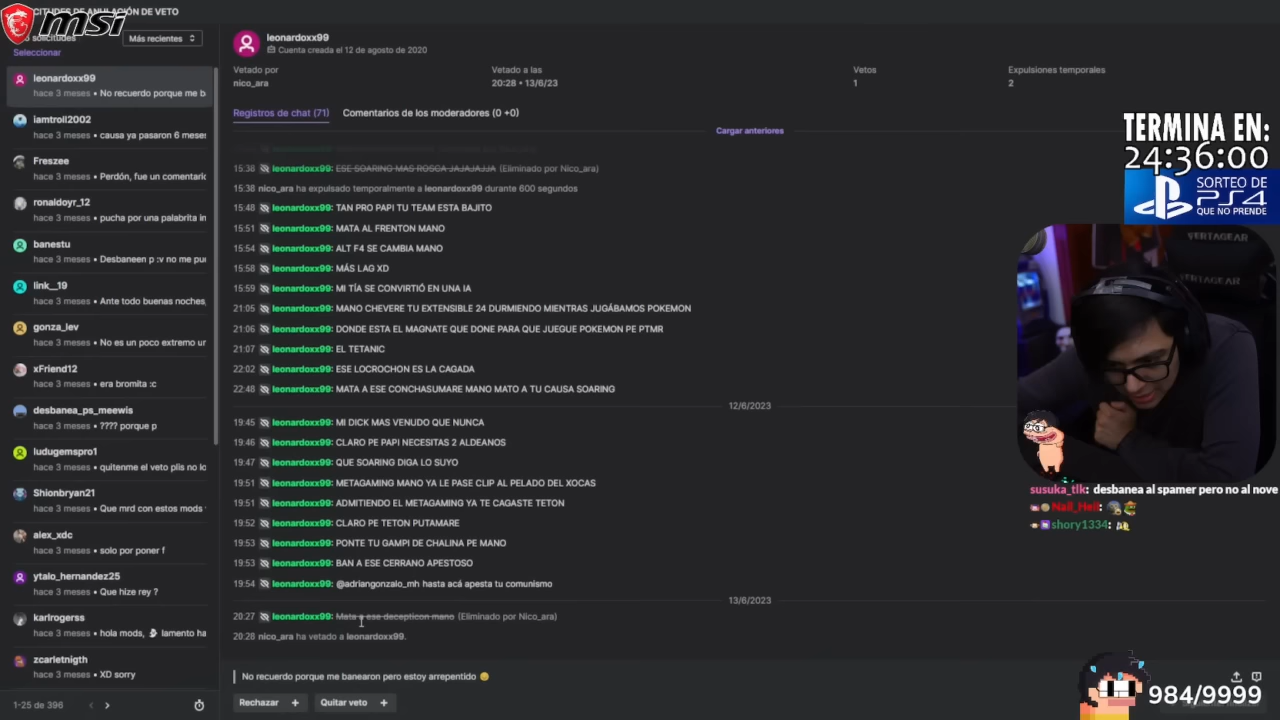 CITUDES DE ANULACIÓN DE VETO
msi
solicitudes
Más recientes
Seleccionar
leonardoxx99
hace 3 meses • No recuerdo porque me b
iamtroll2002
hace 3 meses • causa ya pasaron 6 mese
Freszee
hace 3 meses • Perdón, fue un comentario
ronaldoyr_12
hace 3 meses • pucha por una palabrita in
banestu
hace 3 meses • Desbaneen p :v no me pu
link__19
hace 3 meses • Ante todo buenas noches,
gonza_lev
hace 3 meses • No es un poco extremo ur
xFriend12
hace 3 meses • era bromita :c
desbanea_ps_meewis
hace 3 meses • ???? porque p
ludugemspro1
hace 3 meses • quitenme el veto plis no lo
Shionbryan21
hace 3 meses • Que mrd con estos mods
alex_xdc
hace 3 meses • solo por poner f
ytalo_hernandez25
hace 3 meses • Que hize rey ?
karlrogerss
hace 3 meses • hola mods, lamento ha
zcarletnigth
hace 3 meses • XD sorry
1-25 de 396
leonardoxx99
Cuenta creada el 12 de agosto de 2020
Vetado por
nico_ara
Vetado a las
20:28 • 13/6/23
Vetos
1
Expulsiones temporales
2
Registros de chat (71)
Comentarios de los moderadores (0 +0)
Cargar anteriores
15:38 leonardoxx99: ESE SOARING MAS ROSCA JAJAJAJJA (Eliminado por Nico_ara)
15:38 nico_ara ha expulsado temporalmente a leonardoxx99 durante 600 segundos
15:48 leonardoxx99: TAN PRO PAPI TU TEAM ESTA BAJITO
15:51 leonardoxx99: MATA AL FRENTON MANO
15:54 leonardoxx99: ALT F4 SE CAMBIA MANO
15:58 leonardoxx99: MÁS LAG XD
15:59 leonardoxx99: MI TÍA SE CONVIRTIÓ EN UNA IA
21:05 leonardoxx99: MANO CHEVERE TU EXTENSIBLE 24 DURMIENDO MIENTRAS JUGÁBAMOS POKEMON
21:06 leonardoxx99: DONDE ESTA EL MAGNATE QUE DONE PARA QUE JUEGUE POKEMON PE PTMR
21:07 leonardoxx99: EL TETANIC
22:02 leonardoxx99: ESE LOCROCHON ES LA CAGADA
22:48 leonardoxx99: MATA A ESE CONCHASUMARE MANO MATO A TU CAUSA SOARING
12/6/2023
19:45 leonardoxx99: MI DICK MAS VENUDO QUE NUNCA
19:46 leonardoxx99: CLARO PE PAPI NECESITAS 2 ALDEANOS
19:47 leonardoxx99: QUE SOARING DIGA LO SUYO
19:51 leonardoxx99: METAGAMING MANO YA LE PASE CLIP AL PELADO DEL XOCAS
19:51 leonardoxx99: ADMITIENDO EL METAGAMING YA TE CAGASTE TETON
19:52 leonardoxx99: CLARO PE TETON PUTAMARE
19:53 leonardoxx99: PONTE TU GAMPI DE CHALINA PE MANO
19:53 leonardoxx99: BAN A ESE CERRANO APESTOSO
19:54 leonardoxx99: @adriangonzalo_mh hasta acá apesta tu comunismo
13/6/2023
20:27 leonardoxx99: Mata a ese decepticon mano (Eliminado por Nico_ara)
20:28 nico_ara ha vetado a leonardoxx99.
No recuerdo porque me banearon pero estoy arrepentido
Rechazar +
Quitar veto +
TERMINA EN:
24:36:00
SORTEO DE
PS4
QUE NO PRENDE
VERTAGEAR
VERTAGEAR
susuka_tlk: desbanea al spamer pero no al nove
Nail_Hell:
shory1334:
984/9999